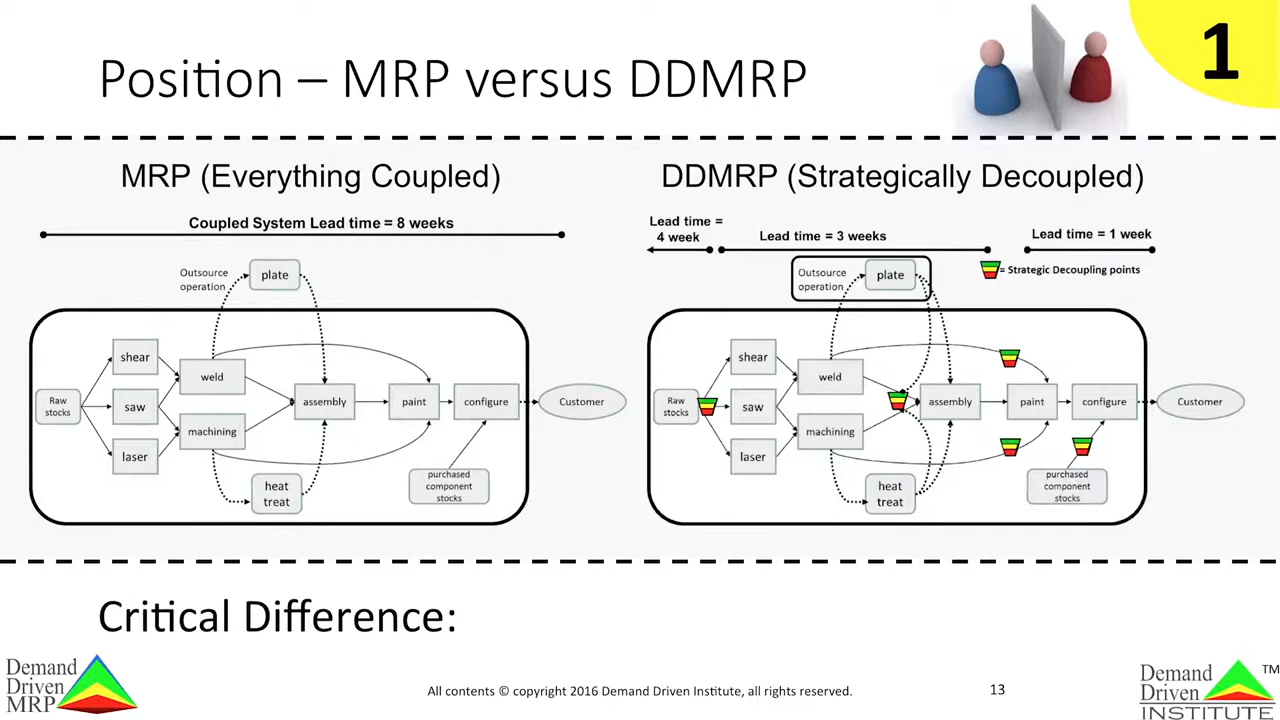 Position – MRP versus DDMRP
1
MRP (Everything Coupled)
Coupled System Lead time = 8 weeks
Outsource
operation
plate
shear
weld
Raw
stocks
saw
assembly
paint
configure
Customer
machining
laser
heat
treat
purchased
component
stocks
DDMRP (Strategically Decoupled)
Lead time =
4 week
Lead time = 3 weeks
Lead time = 1 week
= Strategic Decoupling points
Outsource
operation
plate
shear
weld
Raw
stocks
saw
assembly
paint
configure
Customer
machining
laser
heat
treat
purchased
component
stocks
Critical Difference:
Demand
Driven
MRP
All contents © copyright 2016 Demand Driven Institute, all rights reserved.
13
Demand
Driven
INSTITUTE
TM